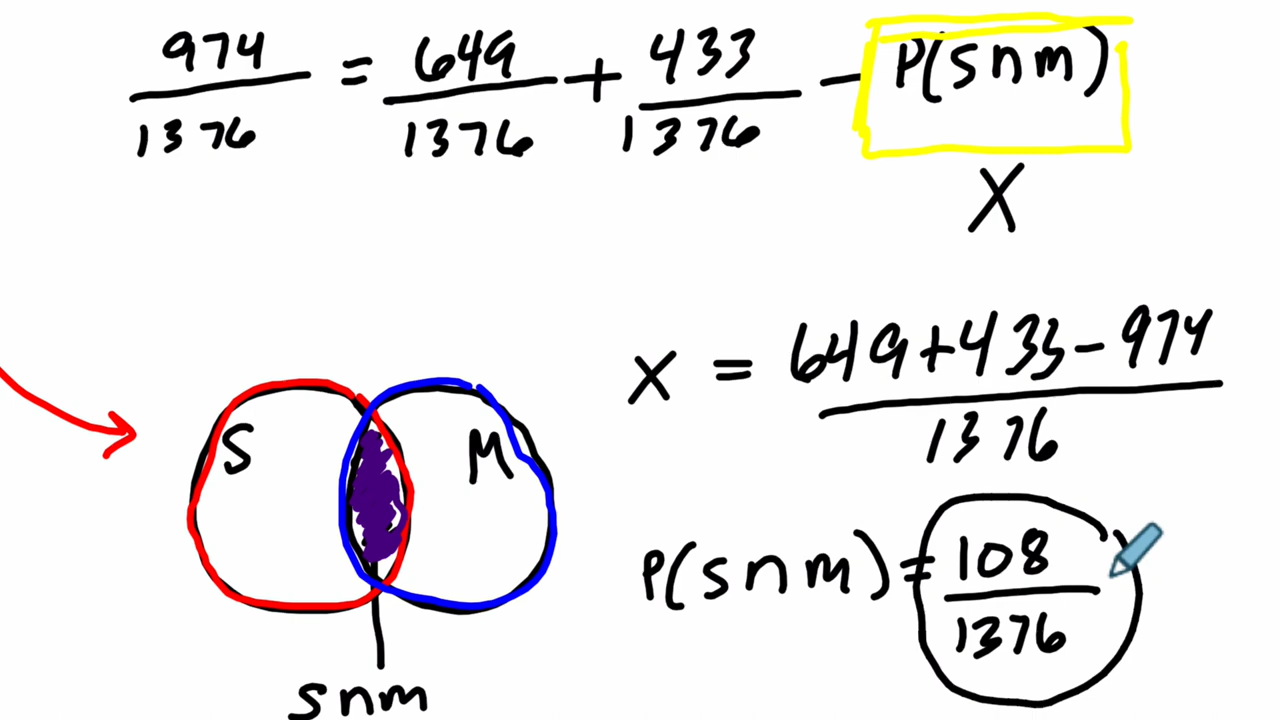 974/1376 = 649/1376 + 433/1376 - P(S∩M)
X
X = (649+433-974)/1376
S M
P(S∩M) = 108/1376
S∩M